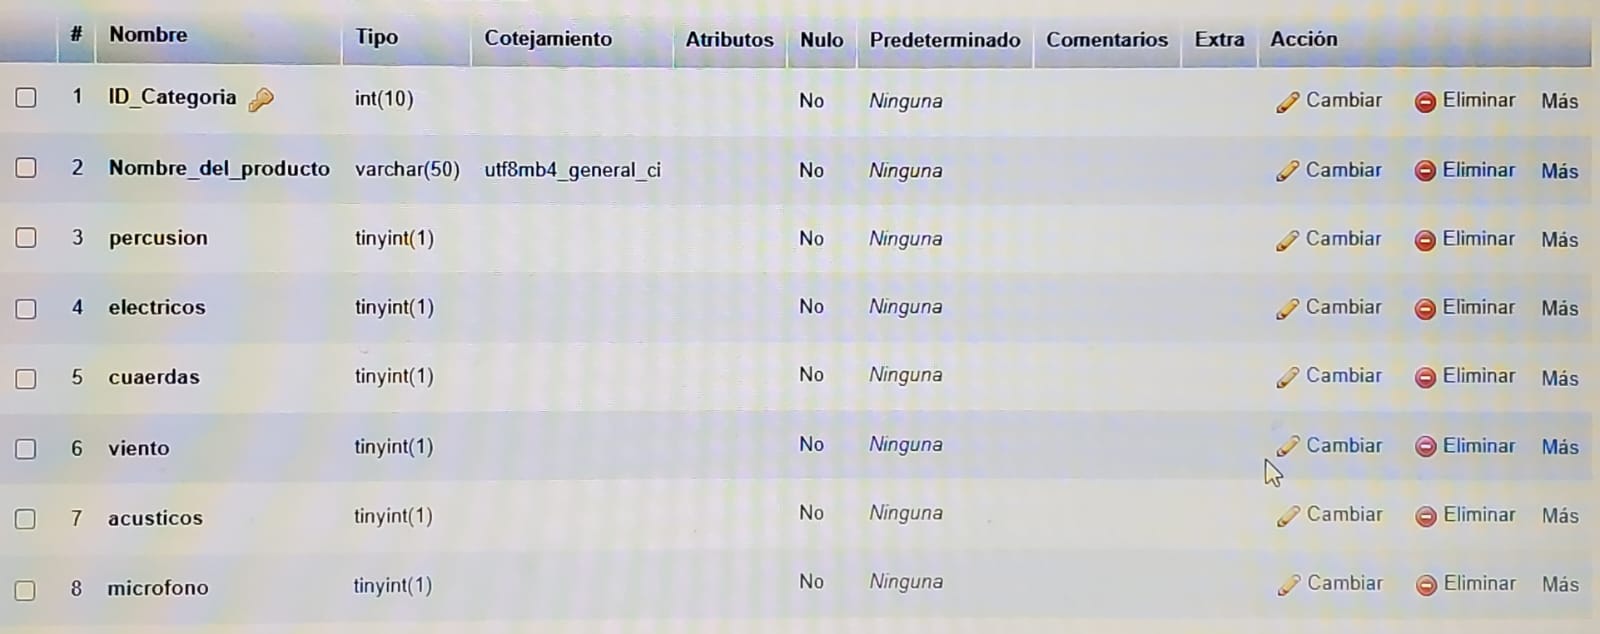 # Nombre Tipo Cotejamiento Atributos Nulo Predeterminado Comentarios Extra Acción
1 ID_Categoria int(10) No Ninguna Cambiar Eliminar Más
2 Nombre_del_producto varchar(50) utf8mb4_general_ci No Ninguna Cambiar Eliminar Más
3 percusion tinyint(1) No Ninguna Cambiar Eliminar Más
4 electricos tinyint(1) No Ninguna Cambiar Eliminar Más
5 cuaerdas tinyint(1) No Ninguna Cambiar Eliminar Más
6 viento tinyint(1) No Ninguna Cambiar Eliminar Más
7 acusticos tinyint(1) No Ninguna Cambiar Eliminar Más
8 microfono tinyint(1) No Ninguna Cambiar Eliminar Más